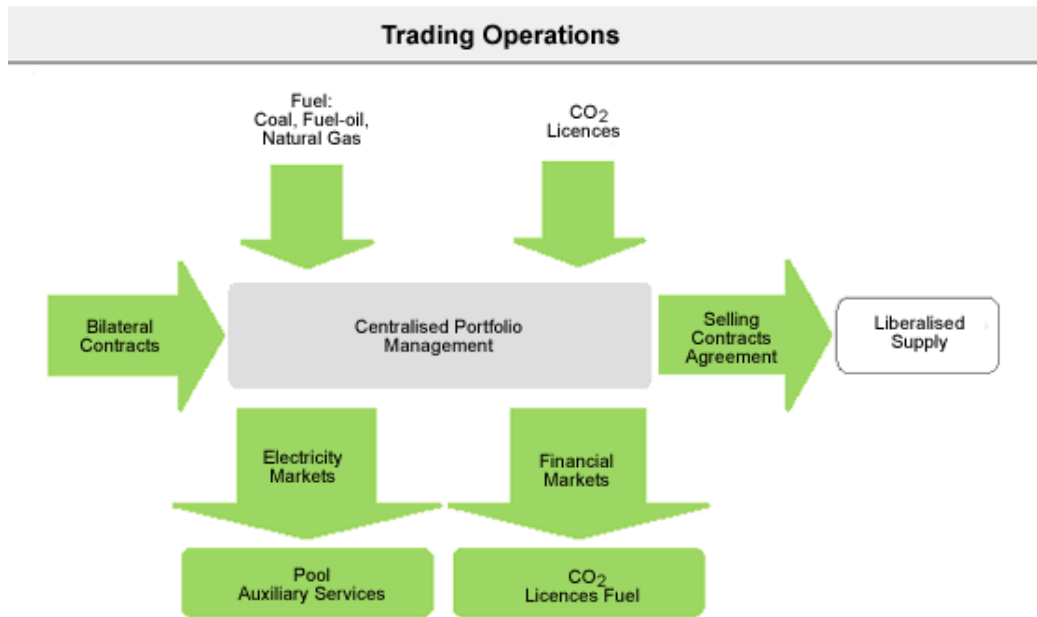 Trading Operations
Fuel:
Coal, Fuel-oil,
Natural Gas
CO2
Licences
Bilateral
Contracts
Centralised Portfolio
Management
Selling
Contracts
Agreement
Liberalised
Supply
Electricity
Markets
Financial
Markets
Pool
Auxiliary Services
CO2
Licences Fuel